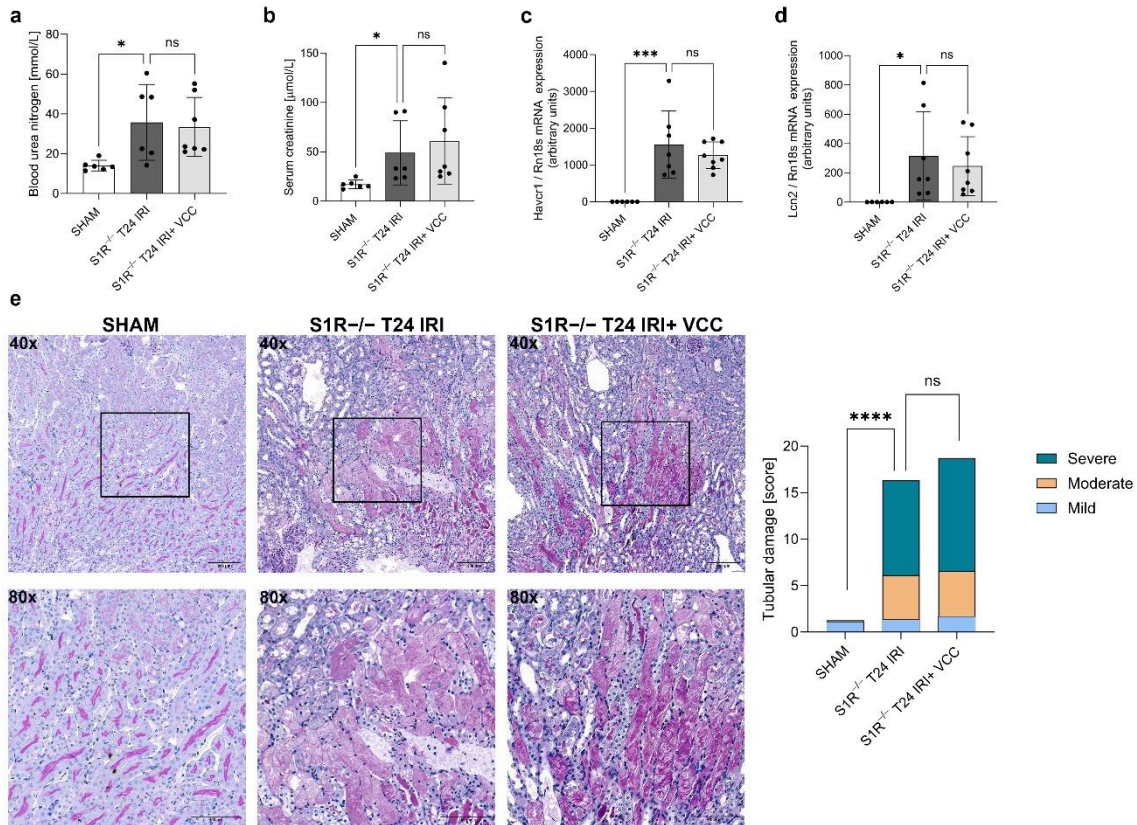 a
Blood urea nitrogen [mmol/L]
80
60
40
20
0
*
ns
SHAM
S1R⁻/⁻ T24 IRI
S1R⁻/⁻ T24 IRI+ VCC
b
Serum creatinine [µmol/L]
150
100
50
0
*
ns
SHAM
S1R⁻/⁻ T24 IRI
S1R⁻/⁻ T24 IRI+ VCC
c
Havcr1 / Rn18s mRNA expression
(arbitrary units)
4000
3000
2000
1000
0
***
ns
SHAM
S1R⁻/⁻ T24 IRI
S1R⁻/⁻ T24 IRI+ VCC
d
Lcn2 / Rn18s mRNA expression
(arbitrary units)
1000
800
600
400
200
0
*
ns
SHAM
S1R⁻/⁻ T24 IRI
S1R⁻/⁻ T24 IRI+ VCC
e
SHAM
S1R−/− T24 IRI
S1R−/− T24 IRI+ VCC
40x
40x
40x
80x
80x
80x
Tubular damage [score]
20
15
10
5
0
****
ns
SHAM
S1R⁻/⁻ T24 IRI
S1R⁻/⁻ T24 IRI+ VCC
Severe
Moderate
Mild